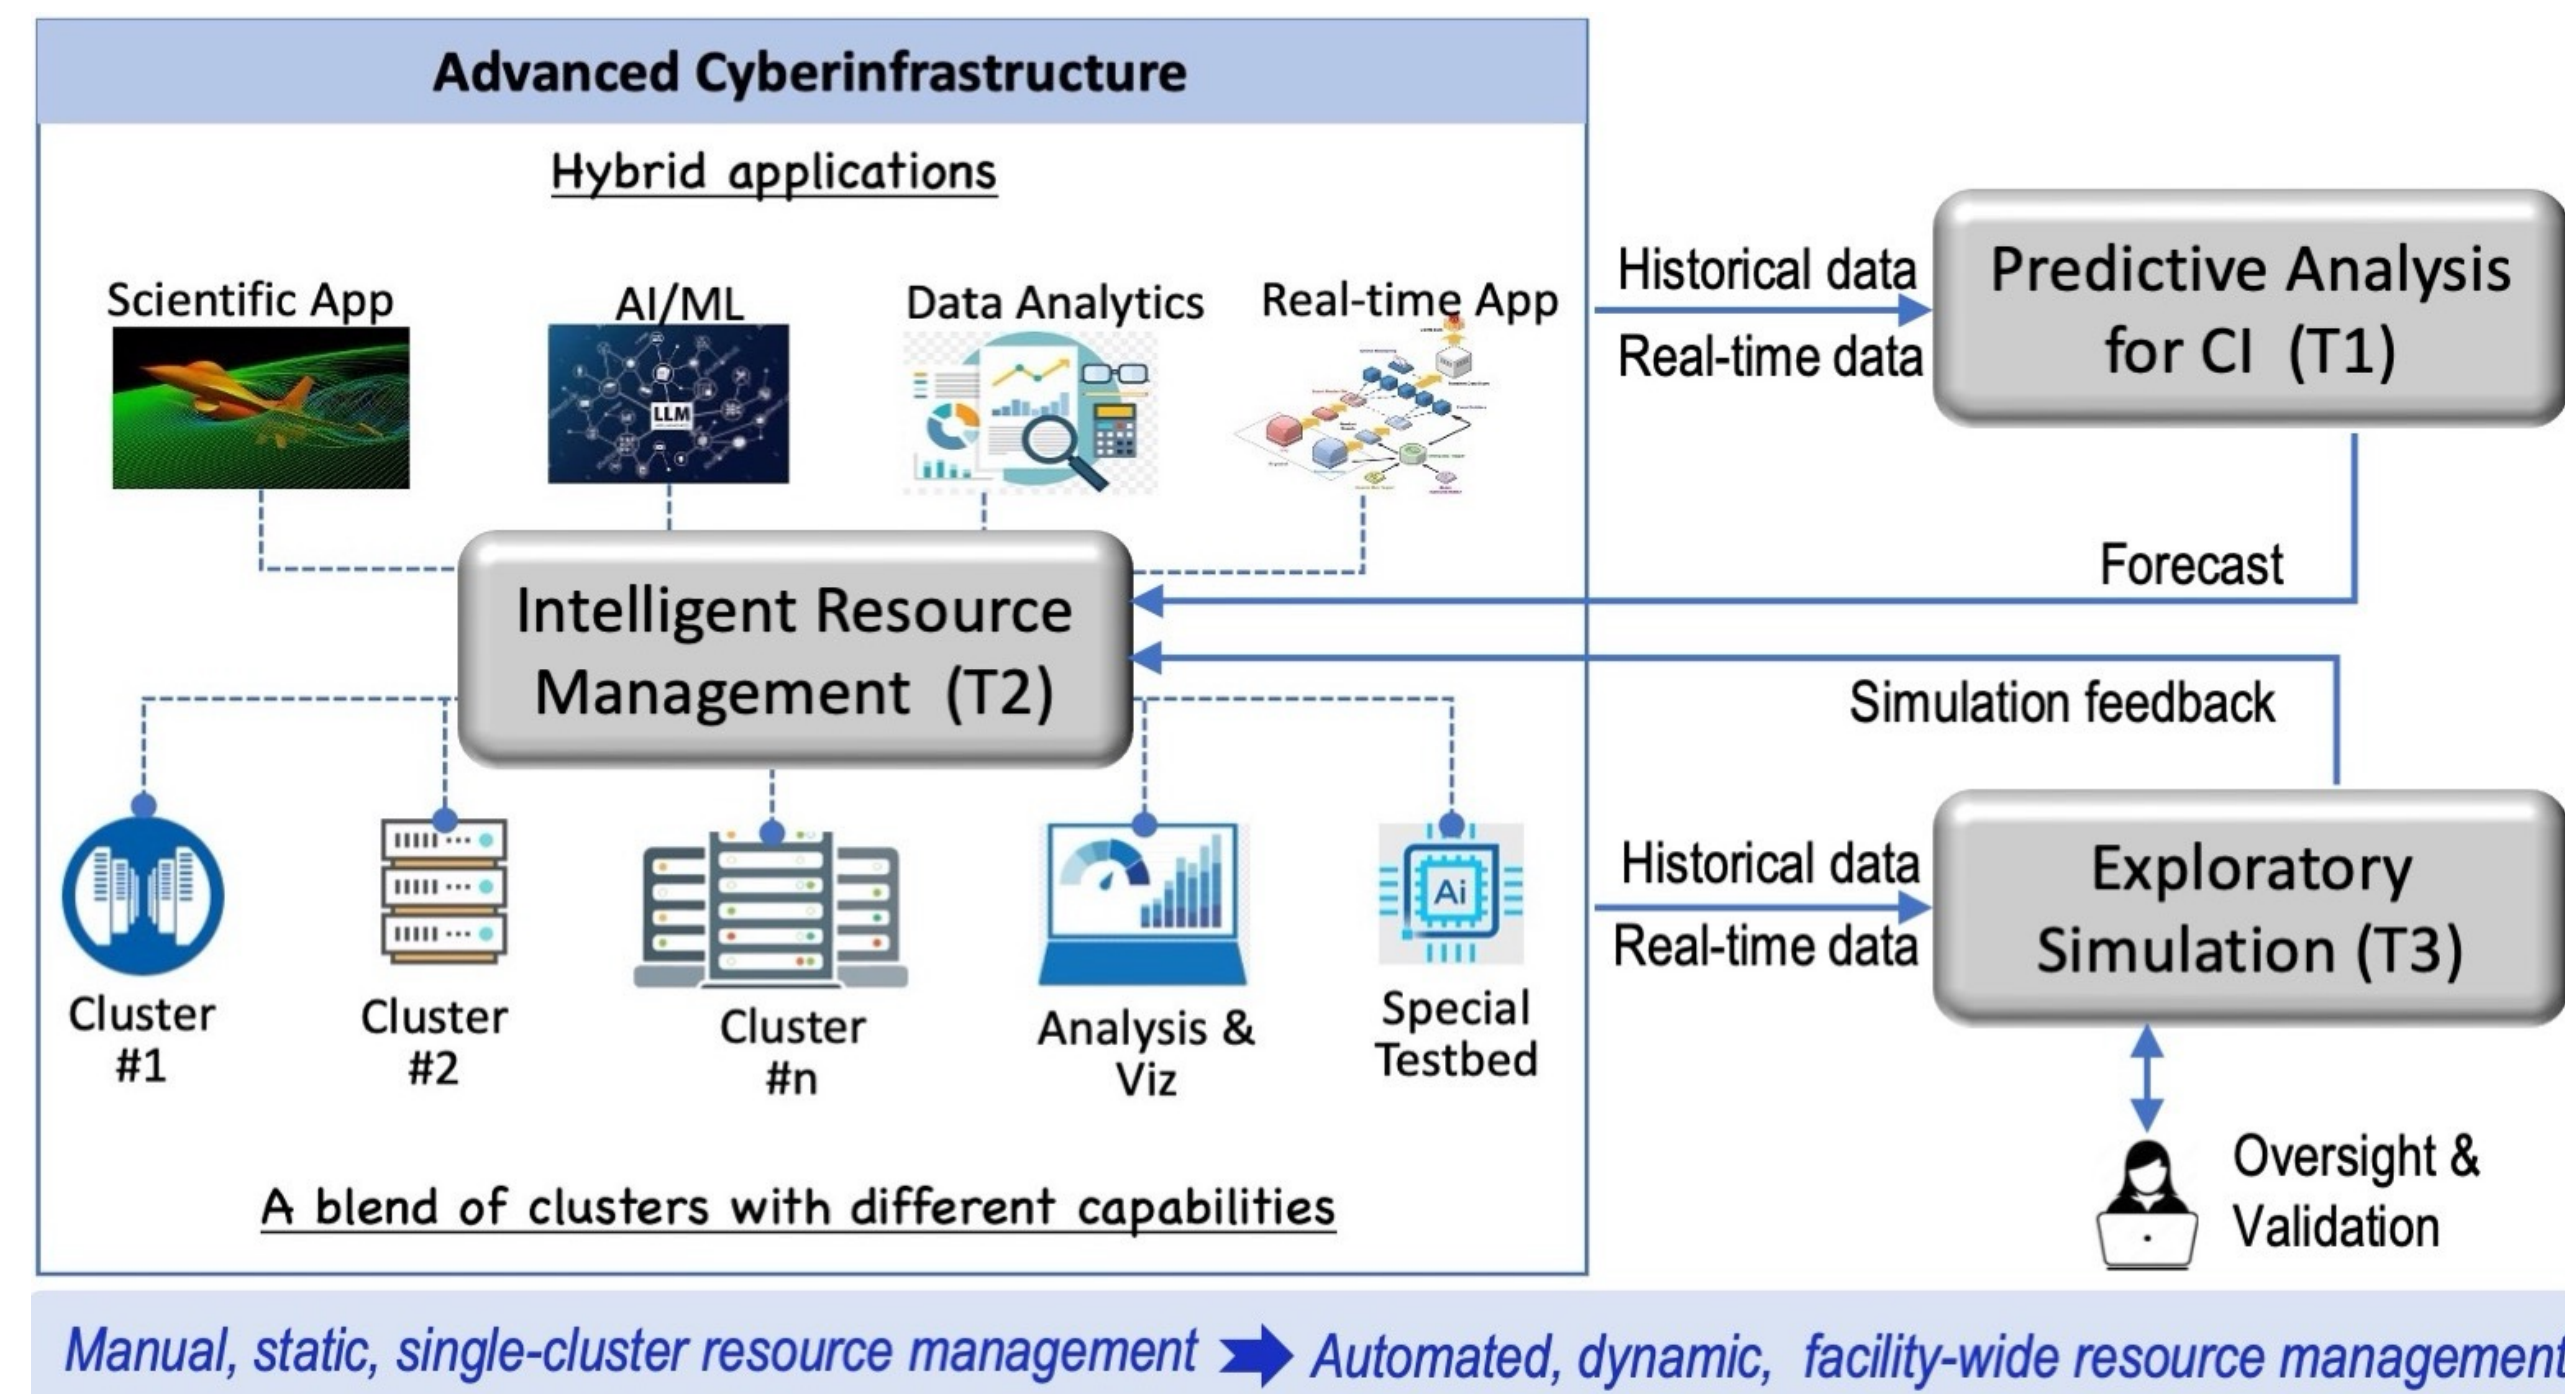 Advanced Cyberinfrastructure
Hybrid applications
Scientific App
AI/ML
Data Analytics
Real-time App
LLM
Historical data
Real-time data
Predictive Analysis
for CI (T1)
Forecast
Intelligent Resource
Management (T2)
Simulation feedback
Historical data
Real-time data
Exploratory
Simulation (T3)
Ai
Cluster
#1
Cluster
#2
Cluster
#n
Analysis &
Viz
Special
Testbed
Oversight &
Validation
A blend of clusters with different capabilities
Manual, static, single-cluster resource management Automated, dynamic, facility-wide resource management